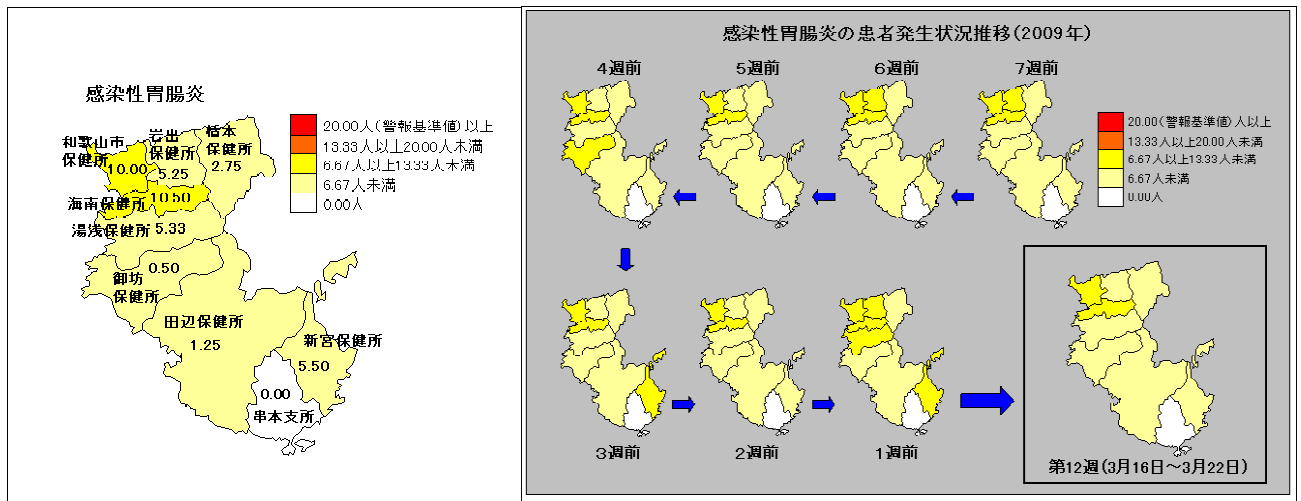 感染性胃腸炎
和歌山市
保健所
10.00
岩出
保健所
5.25
橋本
保健所
2.75
海南保健所
10.50
湯浅保健所
5.33
御坊
保健所
0.50
田辺保健所
1.25
新宮保健所
5.50
0.00
串本支所
20.00人(警報基準値)以上
13.33人以上20.00人未満
6.67人以上13.33人未満
6.67人未満
0.00人
感染性胃腸炎の患者発生状況推移(2009年)
4週前
5週前
6週前
7週前
20.00(警報基準値)人以上
13.33人以上20.00人未満
6.67人以上13.33人未満
6.67人未満
0.00人
3週前
2週前
1週前
第12週(3月16日～3月22日)